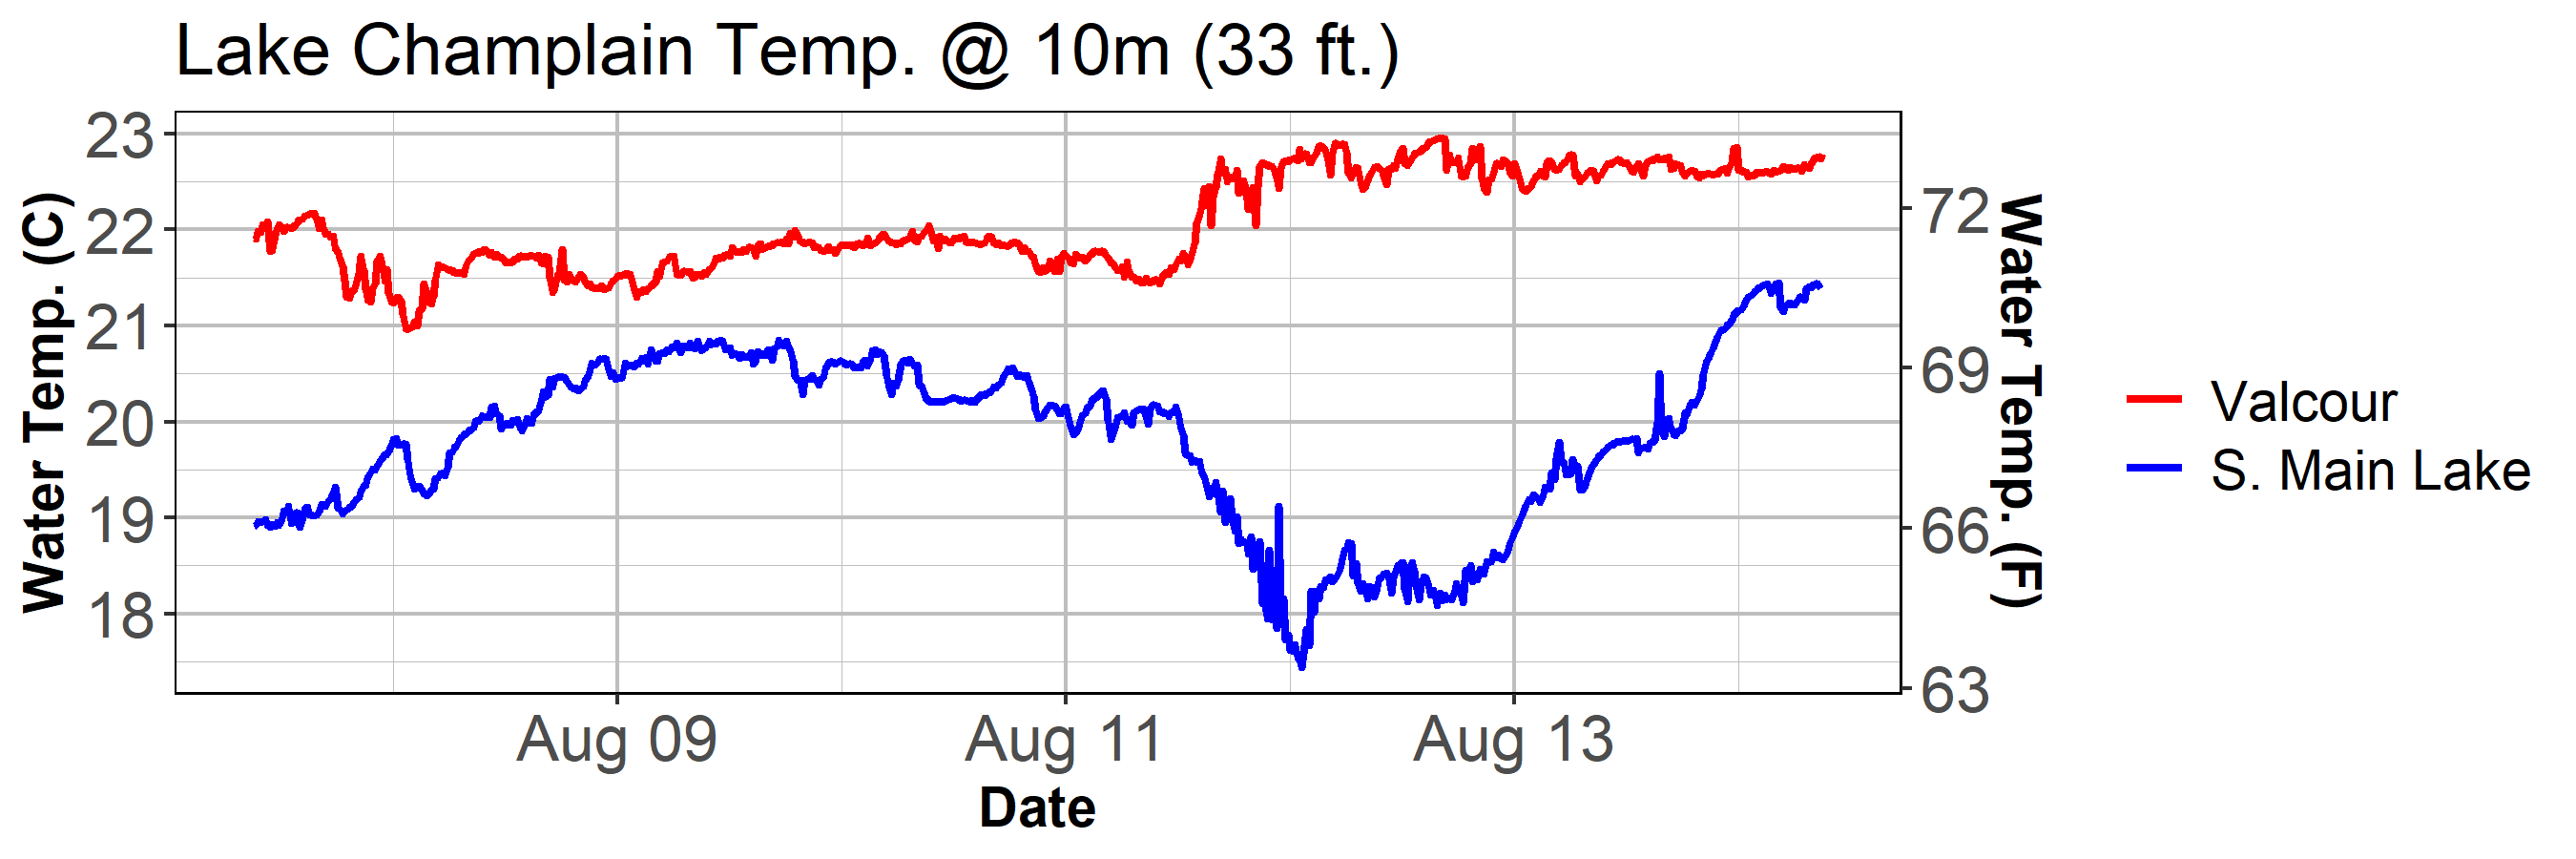 Lake Champlain Temp. @ 10m (33 ft.)
Water Temp. (C)
23
22
21
20
19
18
72
69
66
63
Water Temp. (F)
Aug 09
Aug 11
Aug 13
Date
Valcour
S. Main Lake